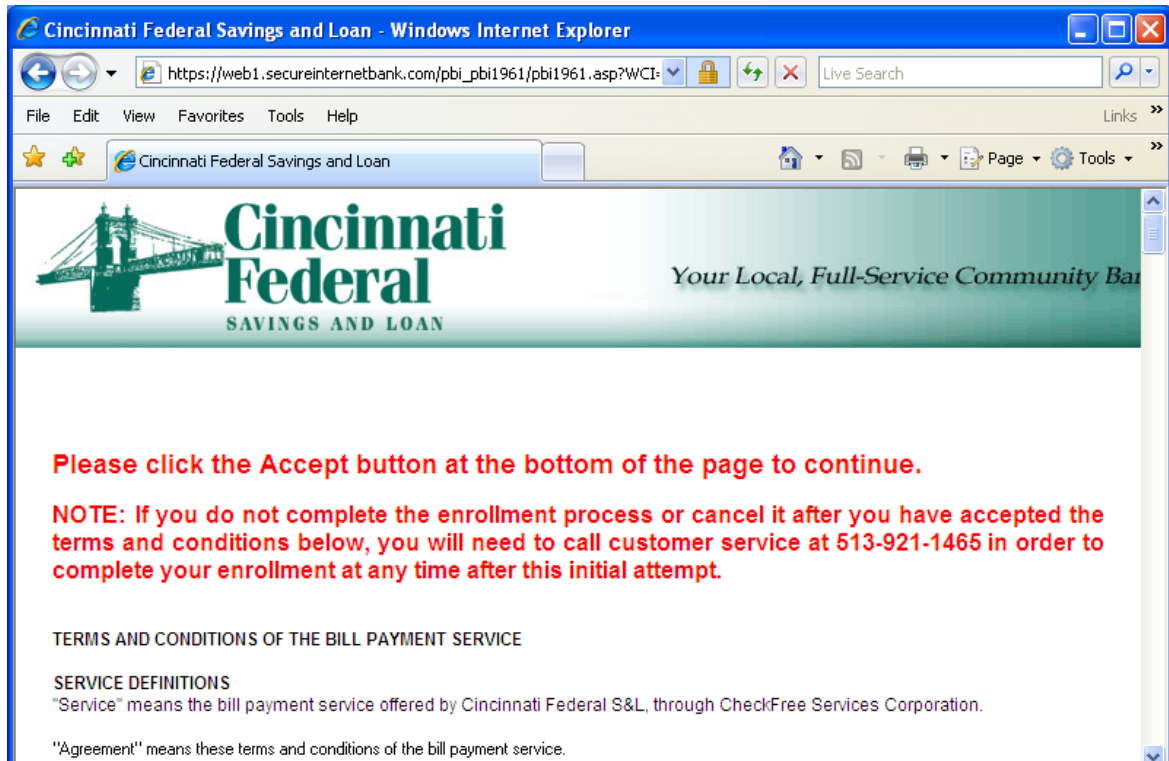 Cincinnati Federal Savings and Loan - Windows Internet Explorer
https://web1.secureinternetbank.com/pbi_pbi1961/pbi1961.asp?WCI=
Live Search
File Edit View Favorites Tools Help
Links »
Cincinnati Federal Savings and Loan
Page Tools »
Cincinnati
Federal
SAVINGS AND LOAN
Your Local, Full-Service Community Ban
Please click the Accept button at the bottom of the page to continue.
NOTE: If you do not complete the enrollment process or cancel it after you have accepted the
terms and conditions below, you will need to call customer service at 513-921-1465 in order to
complete your enrollment at any time after this initial attempt.
TERMS AND CONDITIONS OF THE BILL PAYMENT SERVICE
SERVICE DEFINITIONS
"Service" means the bill payment service offered by Cincinnati Federal S&L, through CheckFree Services Corporation.
"Agreement" means these terms and conditions of the bill payment service.